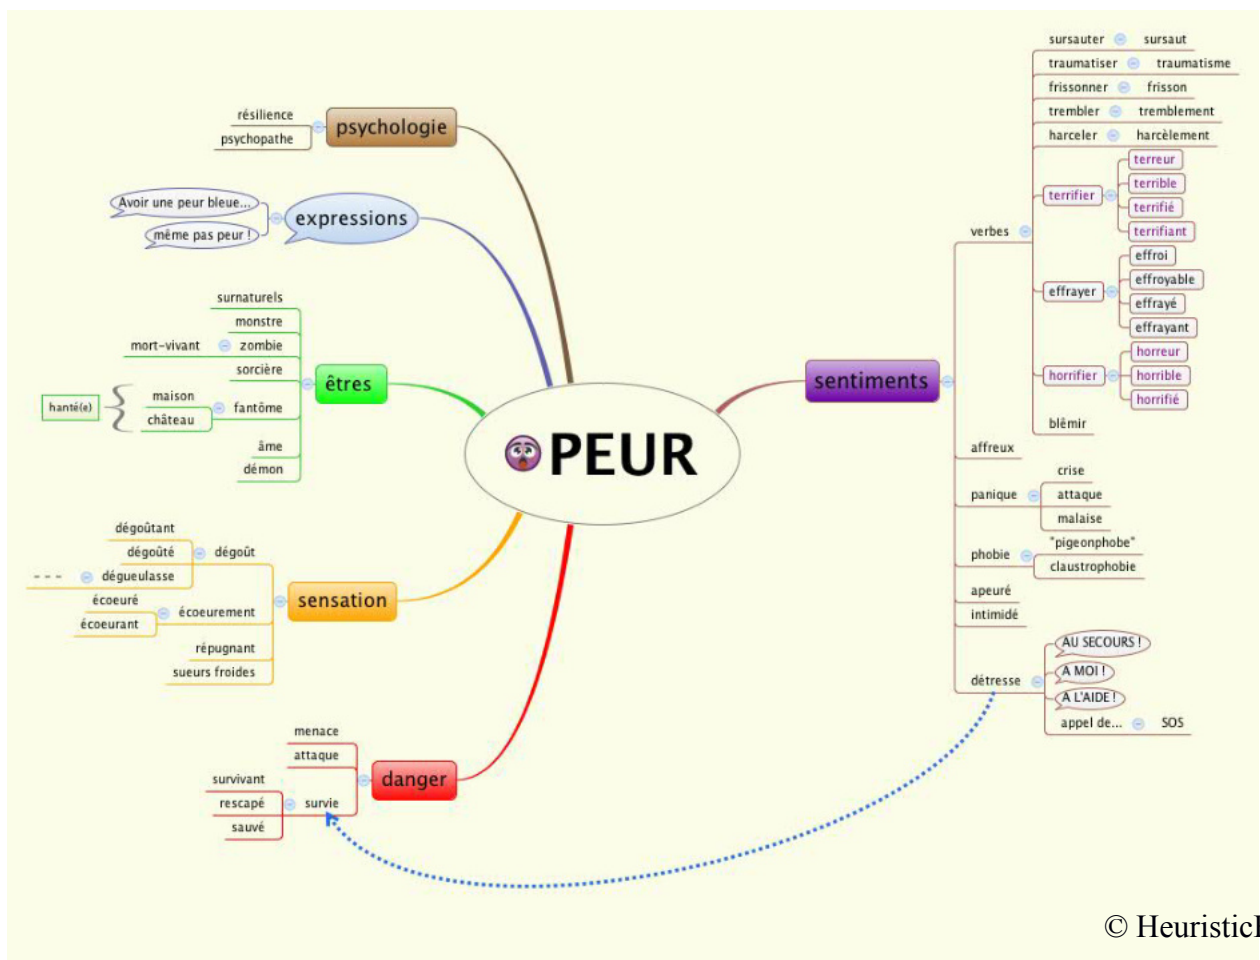 PEUR
psychologie
résilience
psychopathe
expressions
Avoir une peur bleue...
même pas peur !
êtres
surnaturels
monstre
zombie
mort-vivant
sorcière
fantôme
maison
château
hanté(e)
âme
démon
sensation
dégoût
dégoûtant
dégoûté
dégueulasse
- - -
écoeurement
écoeuré
écoeurant
répugnant
sueurs froides
danger
menace
attaque
survie
survivant
rescapé
sauvé
sentiments
verbes
sursauter
sursaut
traumatiser
traumatisme
frissonner
frisson
trembler
tremblement
harceler
harcèlement
terrifier
terreur
terrible
terrifié
terrifiant
effrayer
effroi
effroyable
effrayé
effrayant
horrifier
horreur
horrible
horrifié
blêmir
affreux
panique
crise
attaque
malaise
phobie
"pigeonphobe"
claustrophobie
apeuré
intimidé
détresse
AU SECOURS !
A MOI !
A L'AIDE !
appel de...
SOS
© Heuristic